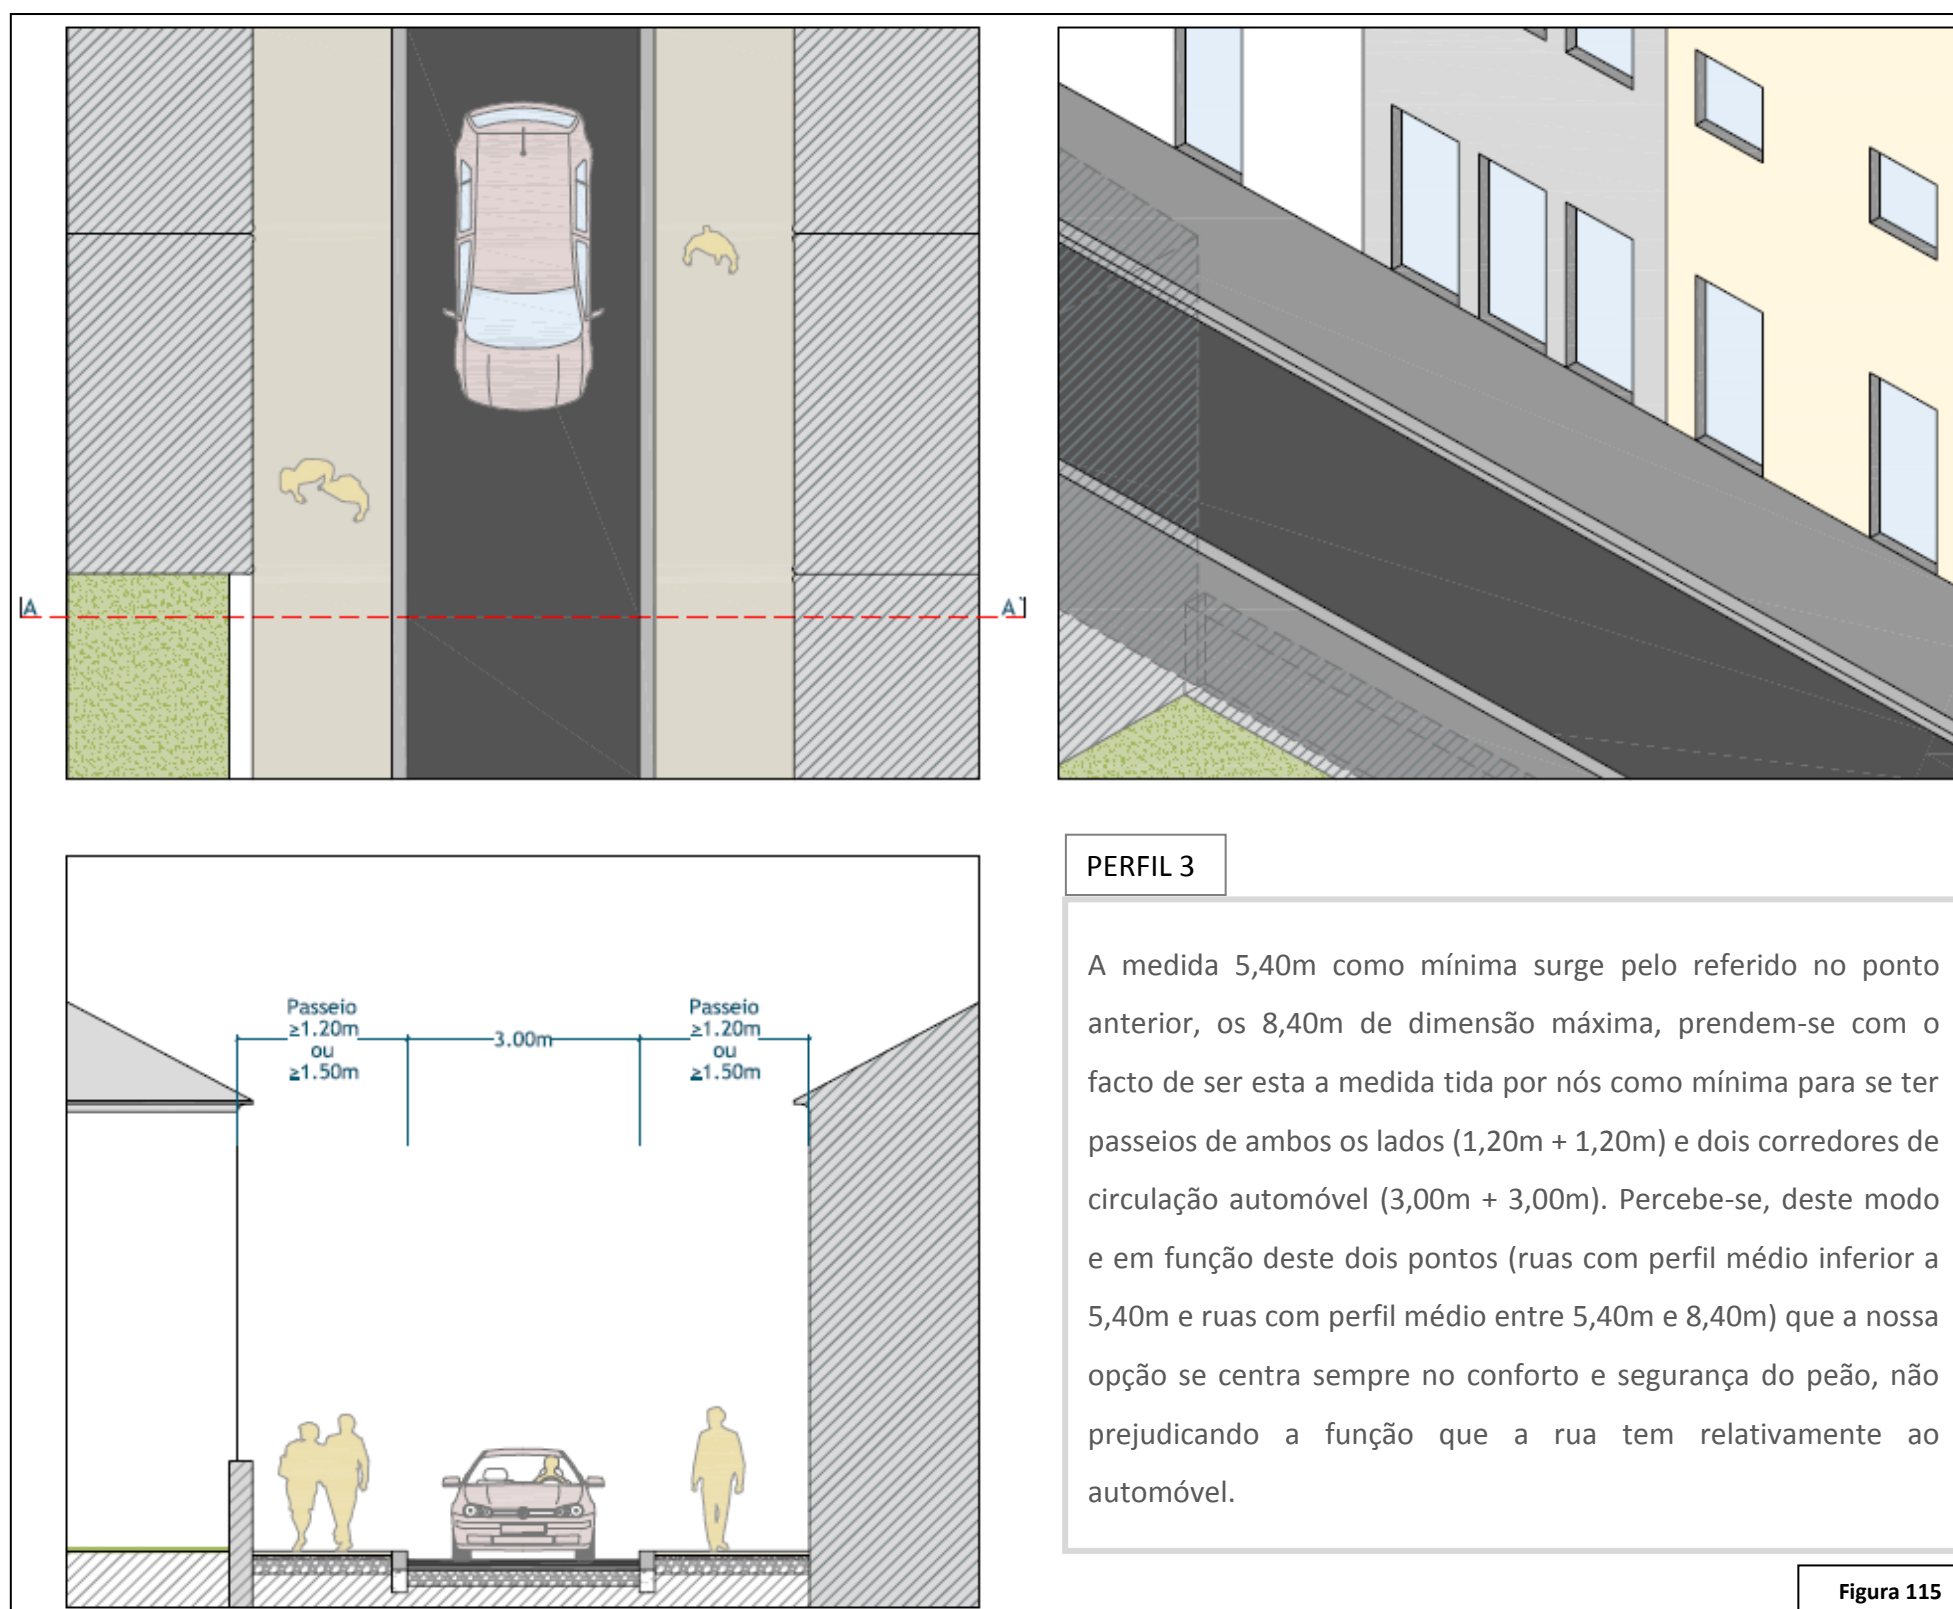 A
A`
Passeio
≥1.20m
ou
≥1.50m
3.00m
Passeio
≥1.20m
ou
≥1.50m
PERFIL 3
A medida 5,40m como mínima surge pelo referido no ponto
anterior, os 8,40m de dimensão máxima, prendem-se com o
facto de ser esta a medida tida por nós como mínima para se ter
passeios de ambos os lados (1,20m + 1,20m) e dois corredores de
circulação automóvel (3,00m + 3,00m). Percebe-se, deste modo
e em função deste dois pontos (ruas com perfil médio inferior a
5,40m e ruas com perfil médio entre 5,40m e 8,40m) que a nossa
opção se centra sempre no conforto e segurança do peão, não
prejudicando a função que a rua tem relativamente ao
automóvel.
Figura 115